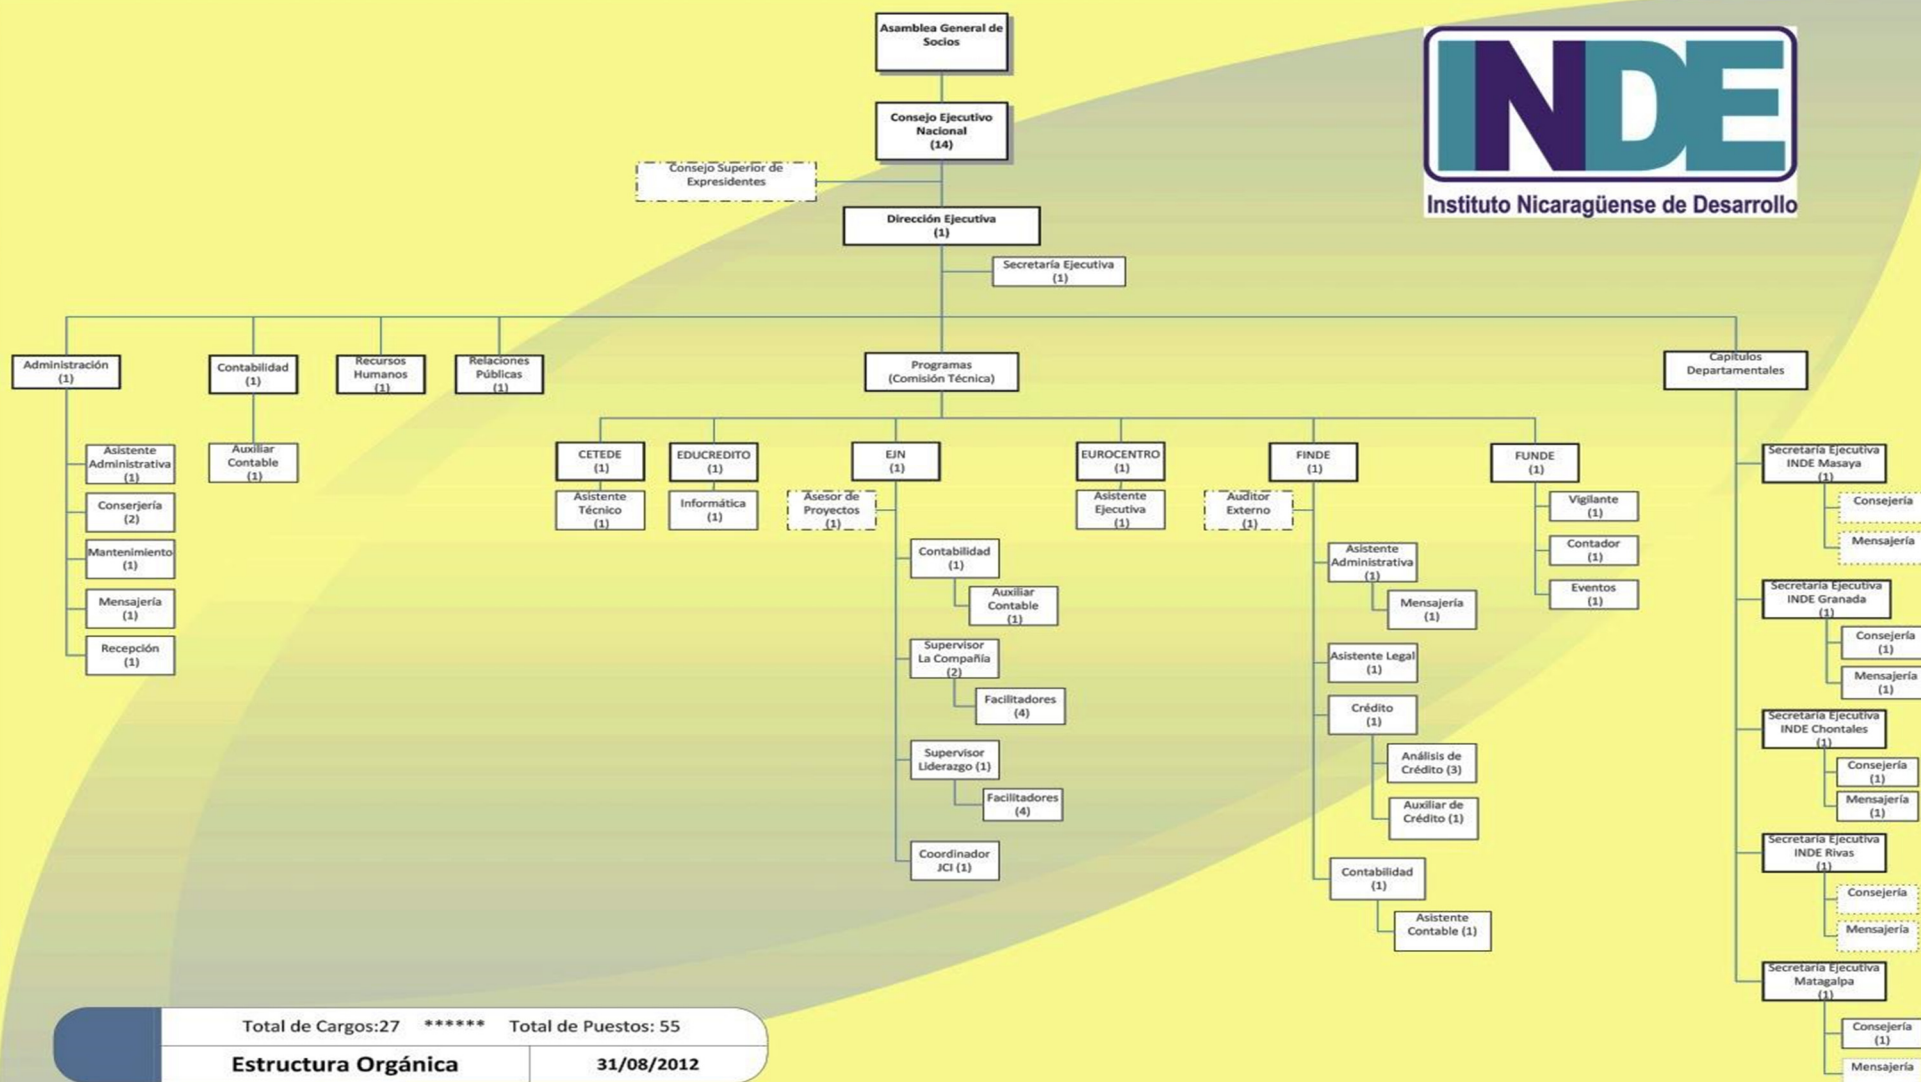 Asamblea General de
Socios
INDE
Instituto Nicaragüense de Desarrollo
Consejo Ejecutivo
Nacional
(14)
Consejo Superior de
Expresidentes
Dirección Ejecutiva
(1)
Secretaría Ejecutiva
(1)
Administración
(1)
Contabilidad
(1)
Recursos
Humanos
(1)
Relaciones
Públicas
(1)
Programas
(Comisión Técnica)
Capítulos
Departamentales
Asistente
Administrativa
(1)
Conserjería
(2)
Mantenimiento
(1)
Mensajería
(1)
Recepción
(1)
Auxiliar
Contable
(1)
CETEDE
(1)
Asistente
Técnico
(1)
EDUCREDITO
(1)
Informática
(1)
EJN
(1)
Asesor de
Proyectos
(1)
Contabilidad
(1)
Auxiliar
Contable
(1)
Supervisor
La Compañía
(2)
Facilitadores
(4)
Supervisor
Liderazgo (1)
Facilitadores
(4)
Coordinador
JCI (1)
EUROCENTRO
(1)
Asistente
Ejecutiva
(1)
FINDE
(1)
Auditor
Externo
(1)
Asistente
Administrativa
(1)
Mensajería
(1)
Asistente Legal
(1)
Crédito
(1)
Análisis de
Crédito (3)
Auxiliar de
Crédito (1)
Contabilidad
(1)
Asistente
Contable (1)
FUNDE
(1)
Vigilante
(1)
Contador
(1)
Eventos
(1)
Secretaría Ejecutiva
INDE Masaya
(1)
Consejería
Mensajería
Secretaría Ejecutiva
INDE Granada
(1)
Consejería
(1)
Mensajería
(1)
Secretaría Ejecutiva
INDE Chontales
(1)
Consejería
(1)
Mensajería
(1)
Secretaría Ejecutiva
INDE Rivas
(1)
Consejería
Mensajería
Secretaría Ejecutiva
Matagalpa
(1)
Consejería
(1)
Mensajería
Total de Cargos:27 ****** Total de Puestos: 55
Estructura Orgánica
31/08/2012